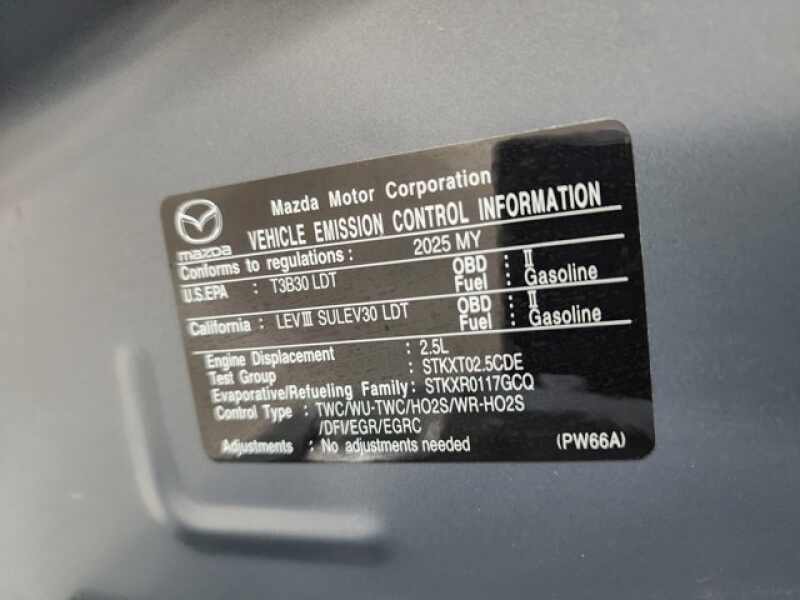 mazda
Mazda Motor Corporation
VEHICLE EMISSION CONTROL INFORMATION
Conforms to regulations : 2025 MY
U.S.EPA : T3B30 LDT OBD : II
Fuel : Gasoline
California : LEVIII SULEV30 LDT OBD : II
Fuel : Gasoline
Engine Displacement : 2.5L
Test Group : STKXT02.5CDE
Evaporative/Refueling Family: STKXR0117GCQ
Control Type : TWC/WU-TWC/HO2S/WR-HO2S
/DFI/EGR/EGRC
Adjustments : No adjustments needed (PW66A)